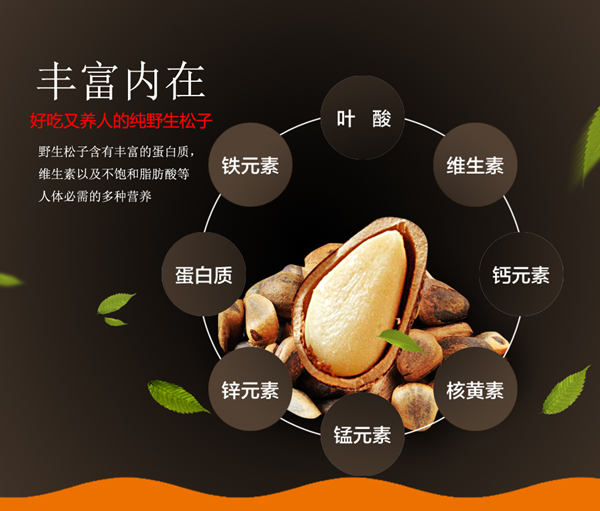 丰富内在
好吃又养人的纯野生松子
野生松子含有丰富的蛋白质，
维生素以及不饱和脂肪酸等
人体必需的多种营养
叶 酸
铁元素
维生素
蛋白质
钙元素
锌元素
核黄素
锰元素